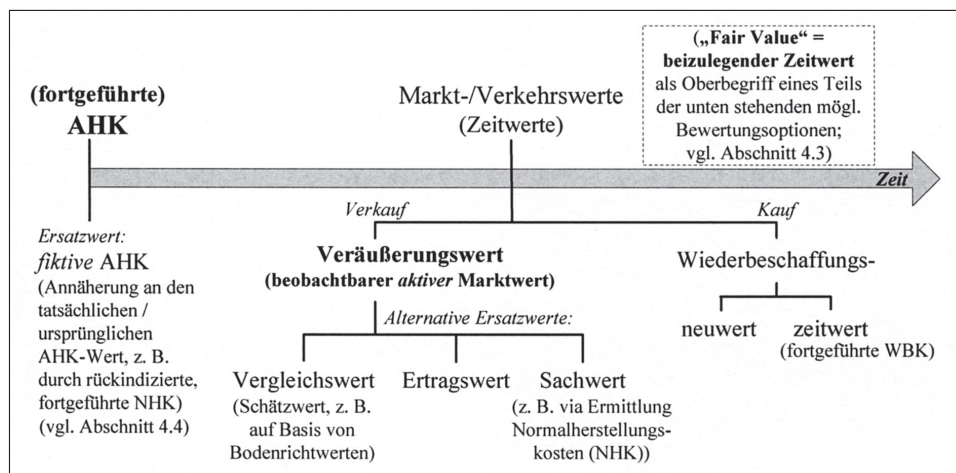 („Fair Value“ =
beizulegender Zeitwert
als Oberbegriff eines Teils
der unten stehenden mögl.
Bewertungsoptionen;
vgl. Abschnitt 4.3)
(fortgeführte)
AHK
Markt-/Verkehrswerte
(Zeitwerte)
Zeit
Verkauf
Kauf
Ersatzwert:
fiktive AHK
(Annäherung an den
tatsächlichen /
ursprünglichen
AHK-Wert, z. B.
durch rückindizierte,
fortgeführte NHK)
(vgl. Abschnitt 4.4)
Veräußerungswert
(beobachtbarer aktiver Marktwert)
Alternative Ersatzwerte:
Vergleichswert
(Schätzwert, z. B.
auf Basis von
Bodenrichtwerten)
Ertragswert
Sachwert
(z. B. via Ermittlung
Normalherstellungs-
kosten (NHK))
Wiederbeschaffungs-
neuwert
zeitwert
(fortgeführte WBK)